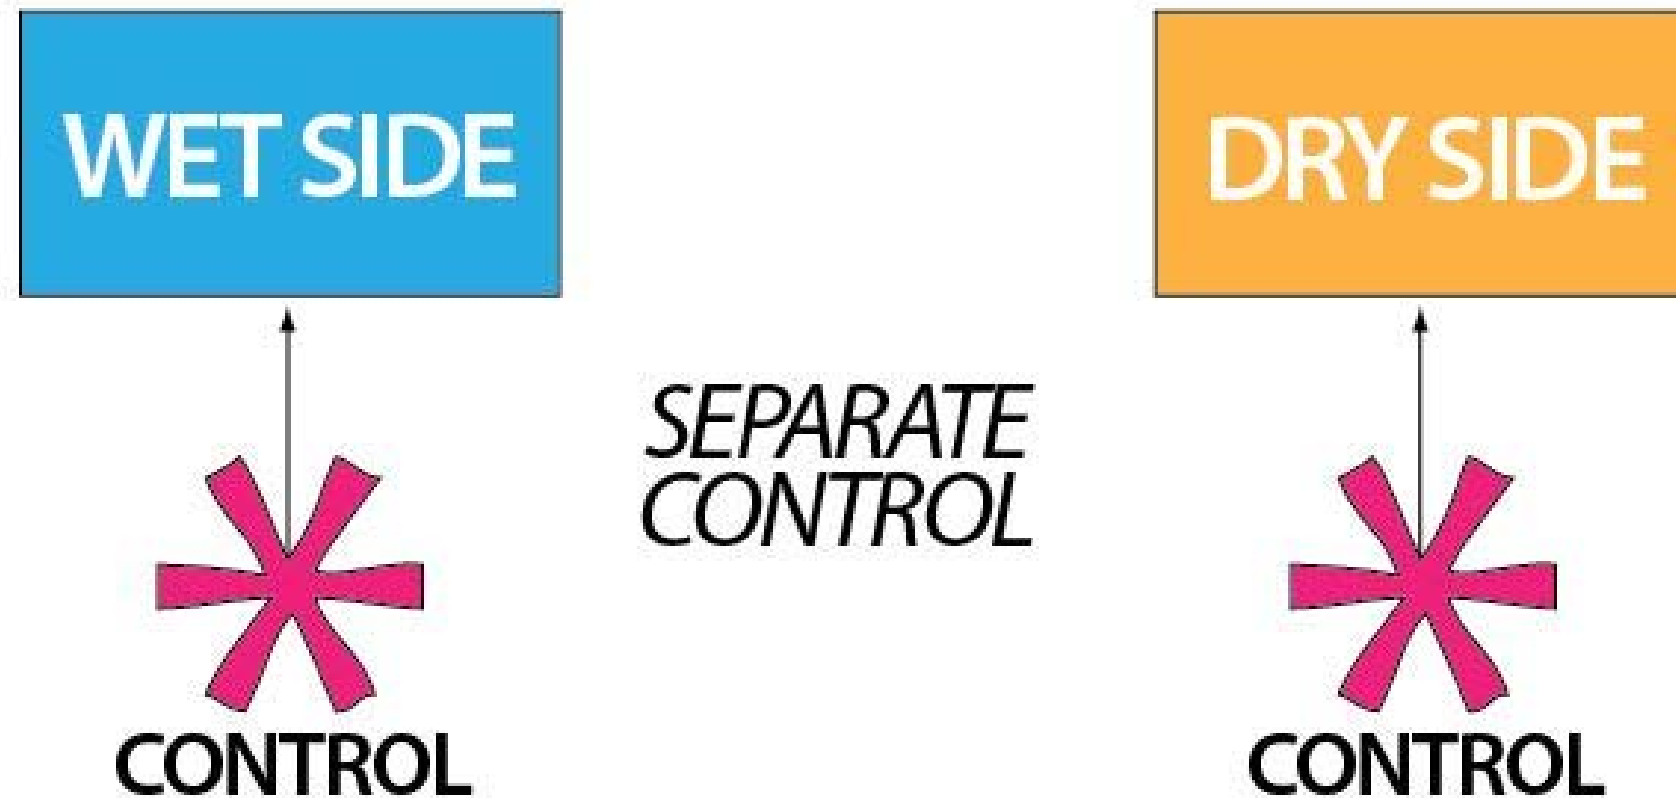 WET SIDE
DRY SIDE
SEPARATE
CONTROL
CONTROL
CONTROL